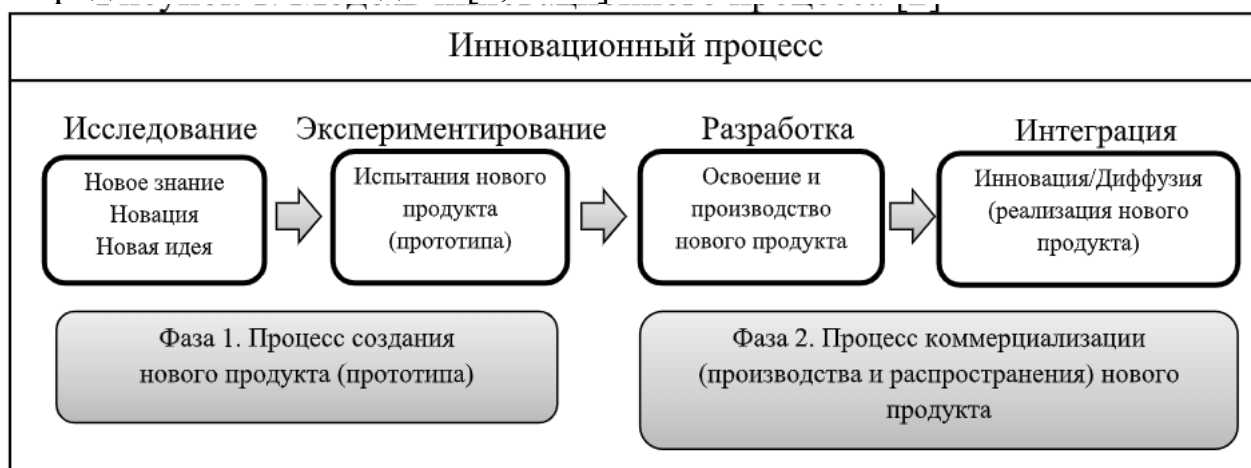 Инновационный процесс
Исследование
Экспериментирование
Разработка
Интеграция
Новое знание
Новация
Новая идея
Испытания нового
продукта
(прототипа)
Освоение и
производство
нового продукта
Инновация/Диффузия
(реализация нового
продукта)
Фаза 1. Процесс создания
нового продукта (прототипа)
Фаза 2. Процесс коммерциализации
(производства и распространения) нового
продукта